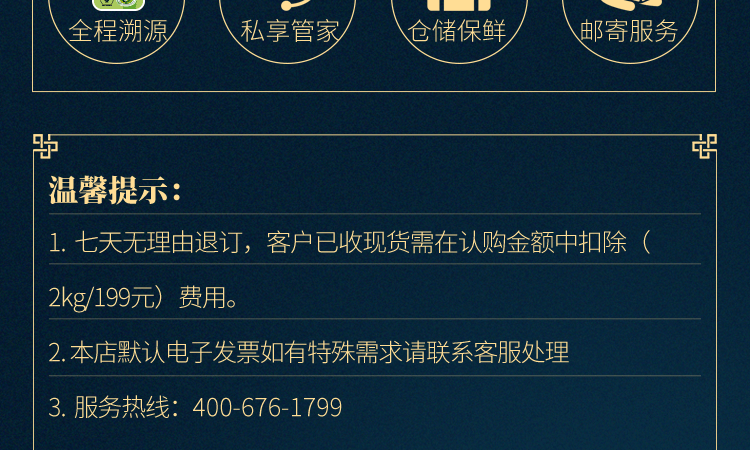 全程溯源 私享管家 仓储保鲜 邮寄服务
温馨提示：
1. 七天无理由退订，客户已收现货需在认购金额中扣除（
2kg/199元）费用。
2.本店默认电子发票如有特殊需求请联系客服处理
3. 服务热线：400-676-1799